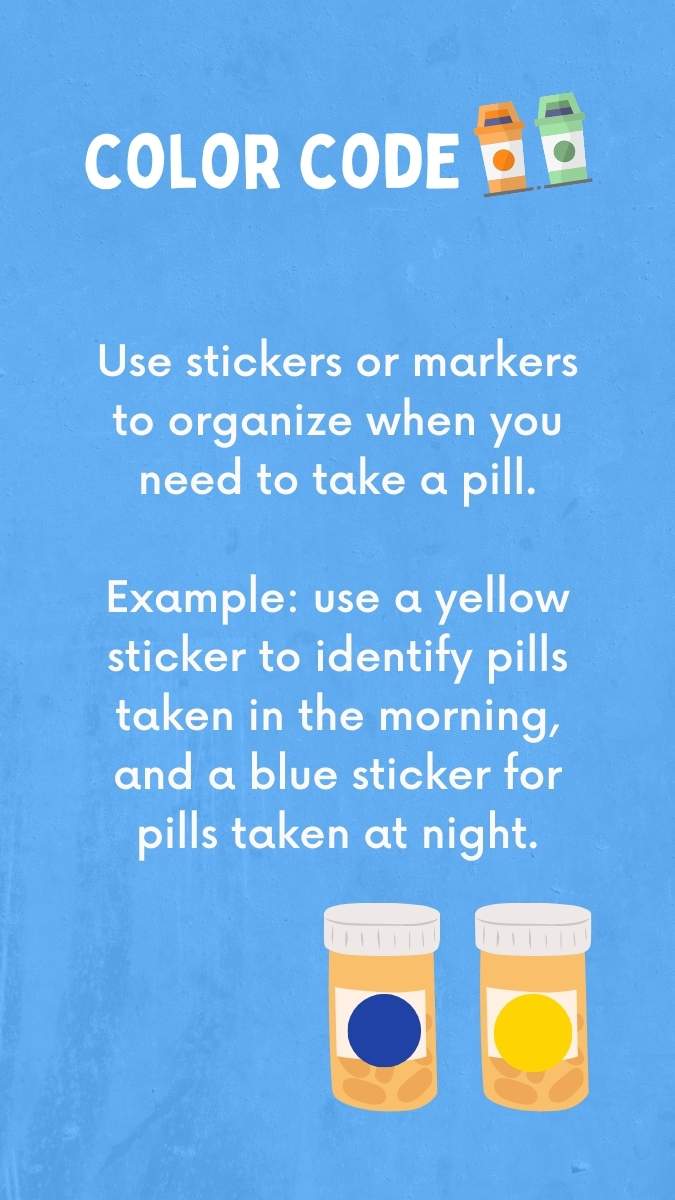 COLOR CODE
Use stickers or markers
to organize when you
need to take a pill.
Example: use a yellow
sticker to identify pills
taken in the morning,
and a blue sticker for
pills taken at night.